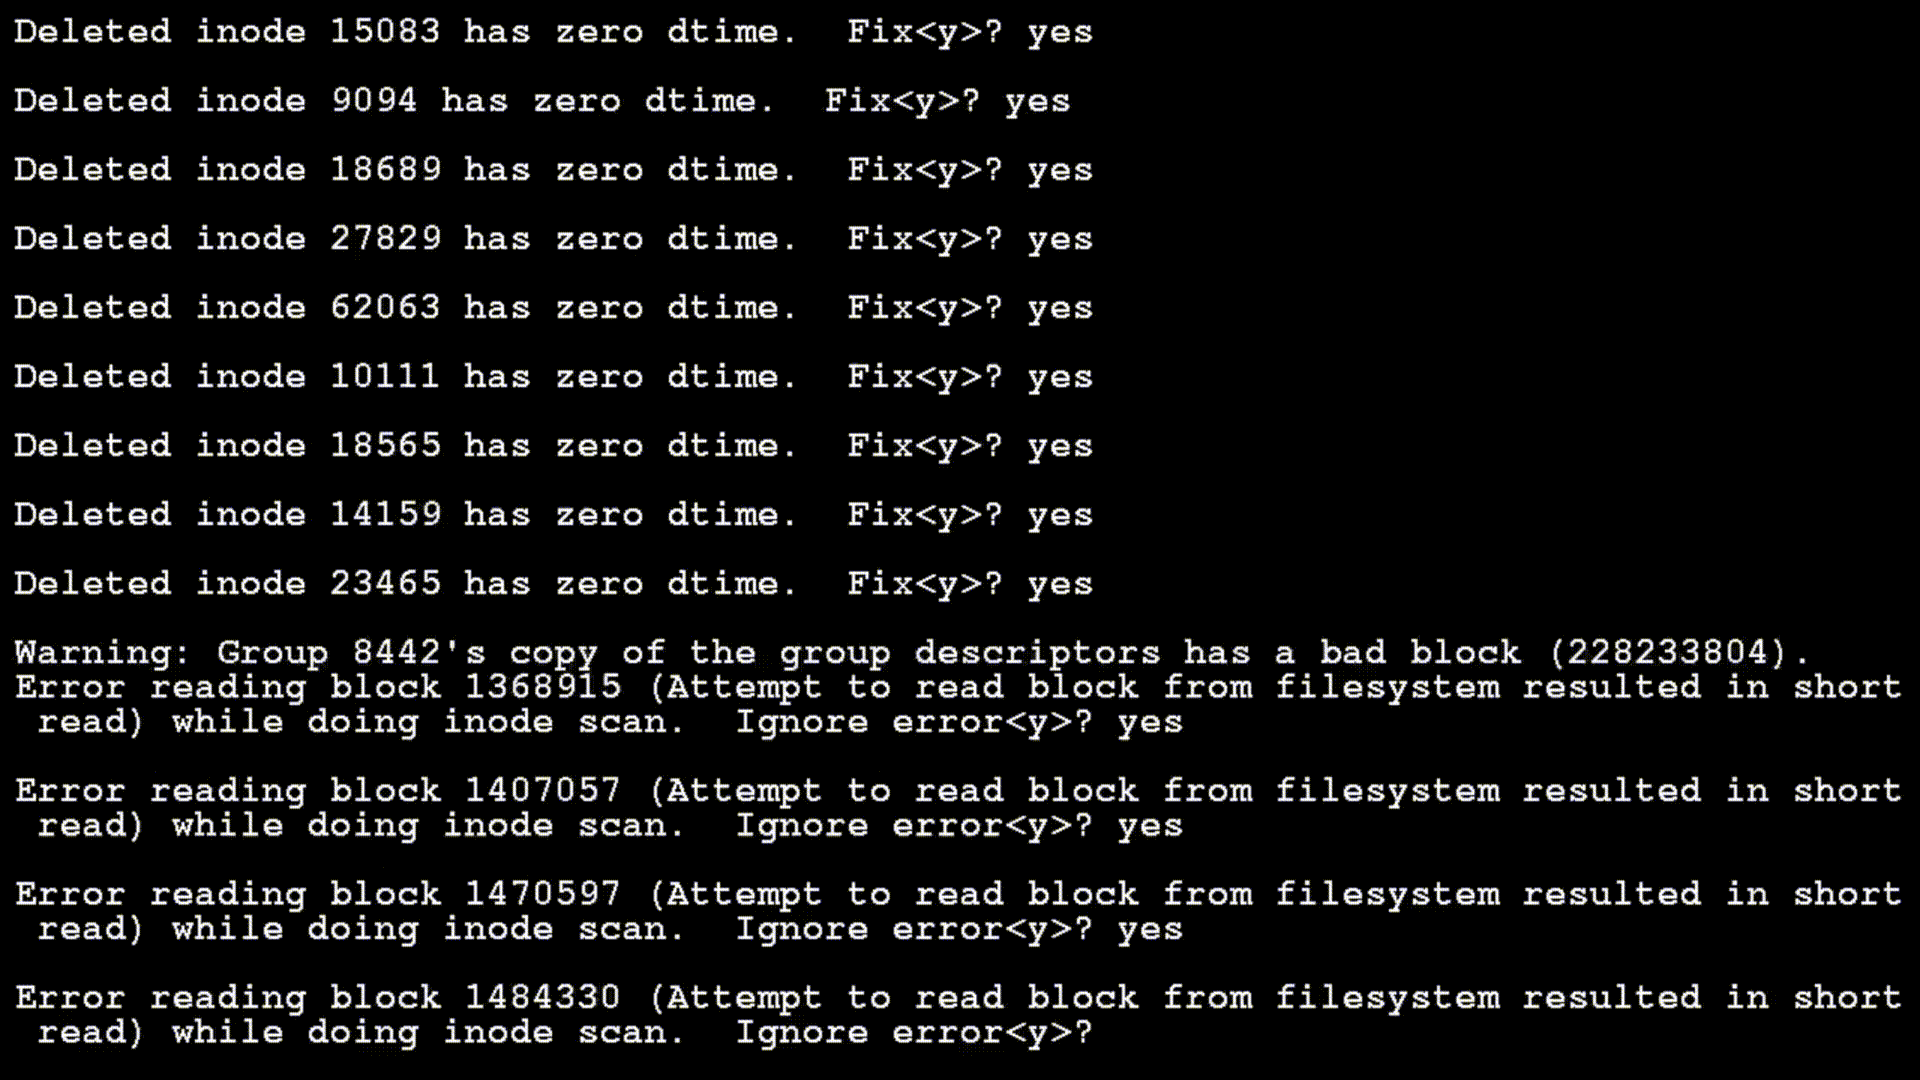 Deleted inode 15083 has zero dtime.  Fix<y>? yes
Deleted inode 9094 has zero dtime.  Fix<y>? yes
Deleted inode 18689 has zero dtime.  Fix<y>? yes
Deleted inode 27829 has zero dtime.  Fix<y>? yes
Deleted inode 62063 has zero dtime.  Fix<y>? yes
Deleted inode 10111 has zero dtime.  Fix<y>? yes
Deleted inode 18565 has zero dtime.  Fix<y>? yes
Deleted inode 14159 has zero dtime.  Fix<y>? yes
Deleted inode 23465 has zero dtime.  Fix<y>? yes
Warning: Group 8442's copy of the group descriptors has a bad block (228233804).
Error reading block 1368915 (Attempt to read block from filesystem resulted in short
read) while doing inode scan.  Ignore error<y>? yes
Error reading block 1407057 (Attempt to read block from filesystem resulted in short
read) while doing inode scan.  Ignore error<y>? yes
Error reading block 1470597 (Attempt to read block from filesystem resulted in short
read) while doing inode scan.  Ignore error<y>? yes
Error reading block 1484330 (Attempt to read block from filesystem resulted in short
read) while doing inode scan.  Ignore error<y>?